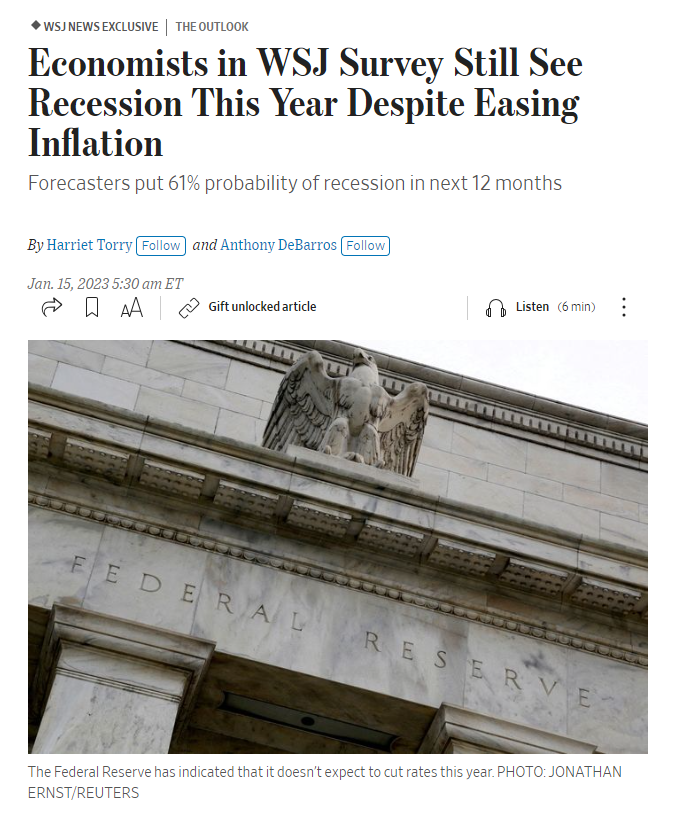 WSJ NEWS EXCLUSIVE | THE OUTLOOK
Economists in WSJ Survey Still See
Recession This Year Despite Easing
Inflation
Forecasters put 61% probability of recession in next 12 months
By Harriet Torry Follow and Anthony DeBarros Follow
Jan. 15, 2023 5:30 am ET
AA Gift unlocked article Listen (6 min)
FEDERAL RESERVE
The Federal Reserve has indicated that it doesn't expect to cut rates this year. PHOTO: JONATHAN
ERNST/REUTERS